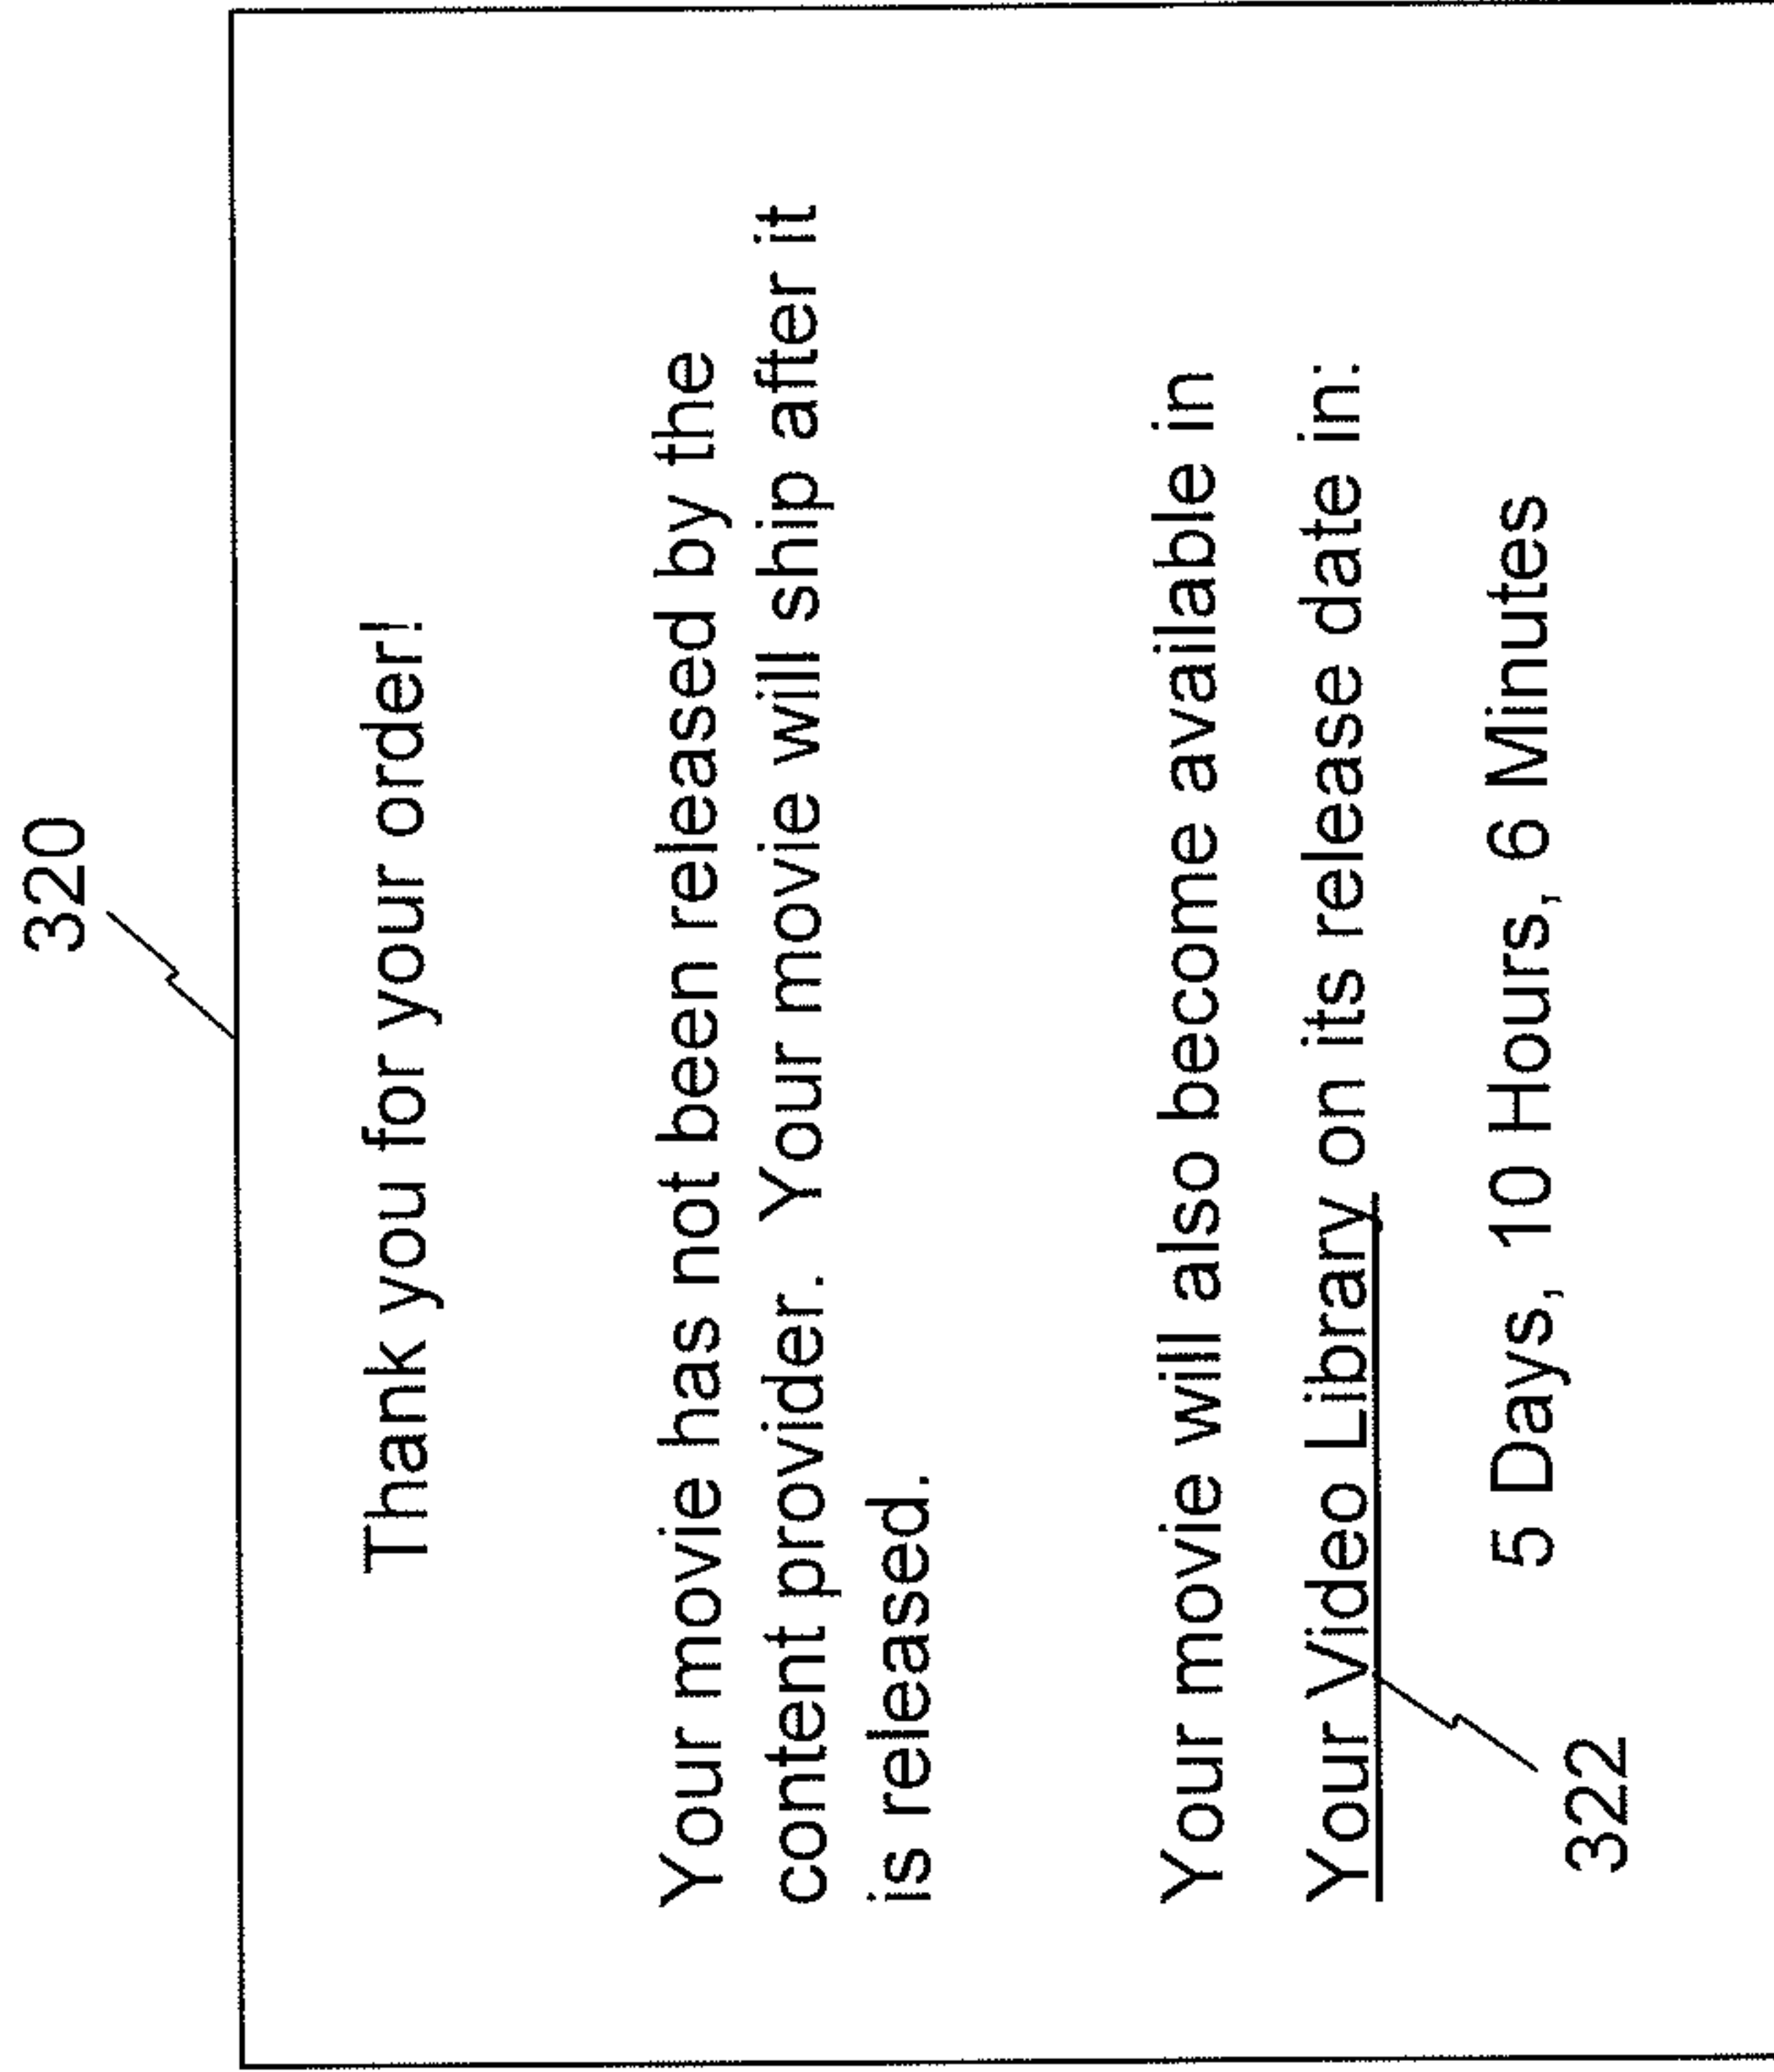 320
Thank you for your order!
Your movie has not been released by the
content provider. Your movie will ship after it
is released.
Your movie will also become available in
Your Video Library on its release date in:
5 Days, 10 Hours, 6 Minutes
322